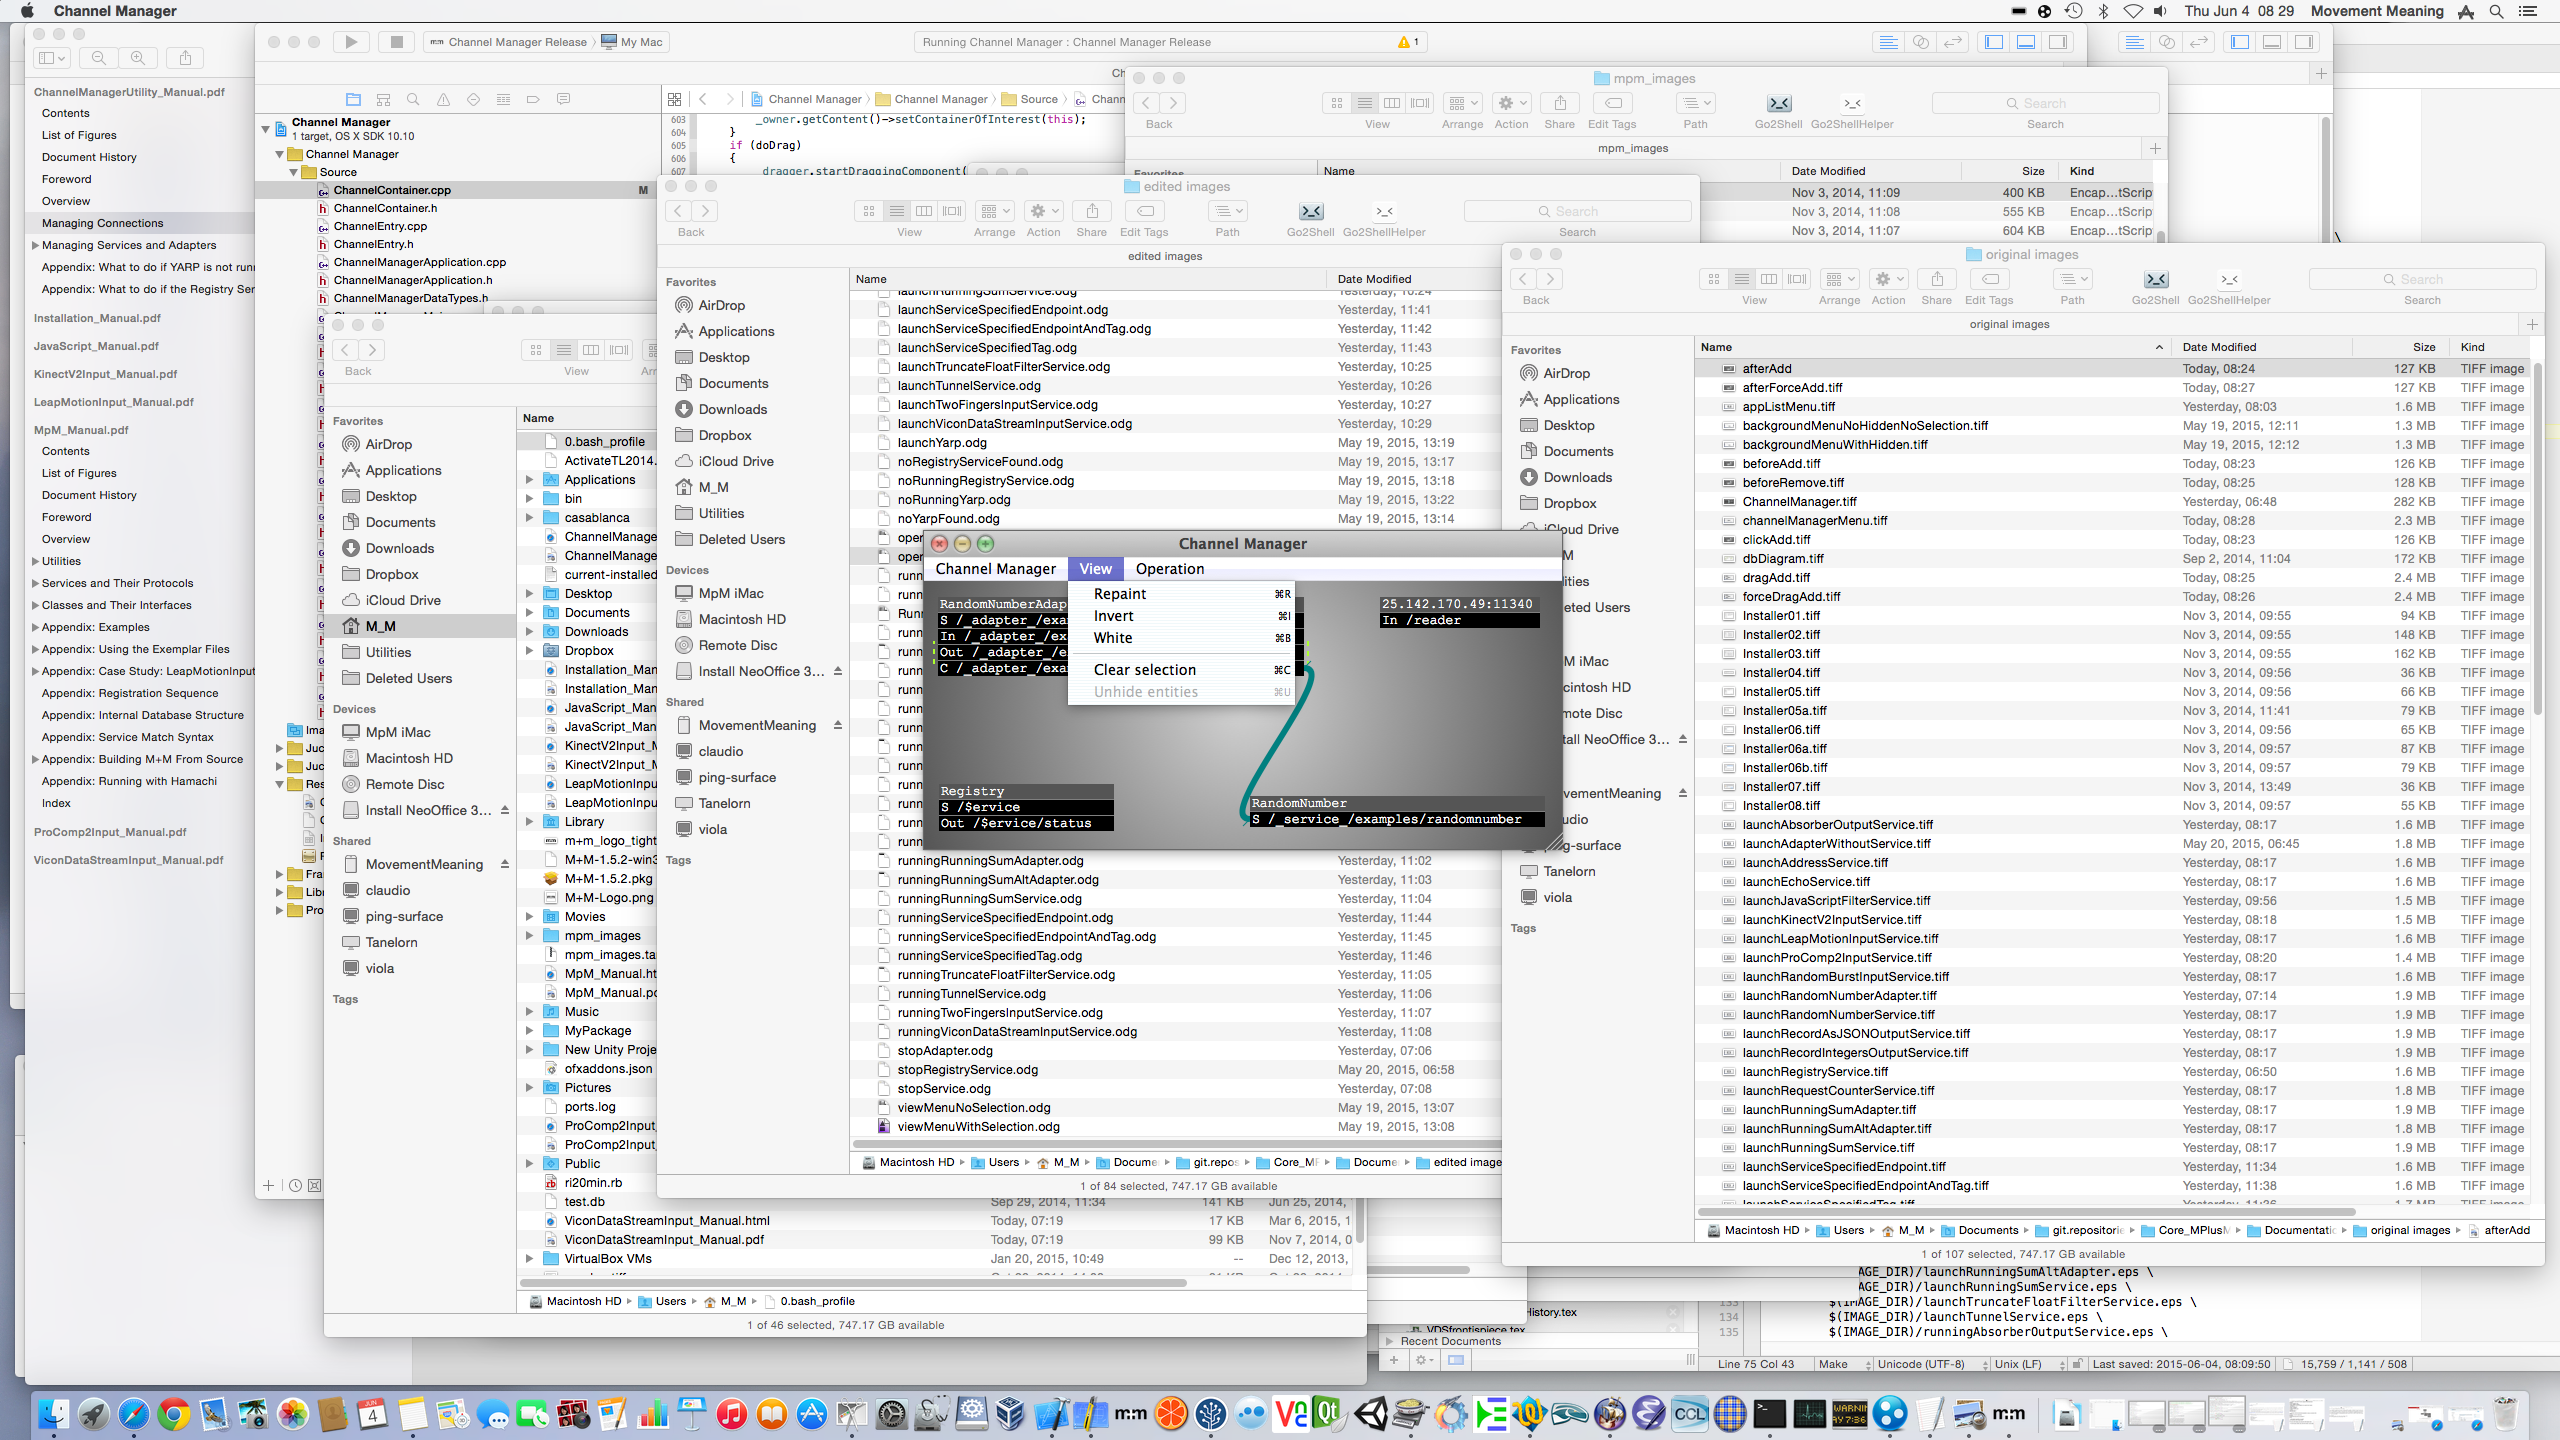 Channel Manager
Thu Jun 4 08 29 Movement Meaning
ChannelManagerUtility_Manual.pdf
Contents
List of Figures
Document History
Foreword
Overview
Managing Connections
Managing Services and Adapters
Appendix: What to do if YARP is not run
Appendix: What to do if the Registry Ser
Installation_Manual.pdf
JavaScript_Manual.pdf
KinectV2Input_Manual.pdf
LeapMotionInput_Manual.pdf
MpM_Manual.pdf
Contents
List of Figures
Document History
Foreword
Overview
Utilities
Services and Their Protocols
Classes and Their Interfaces
Appendix: Examples
Appendix: Using the Exemplar Files
Appendix: Case Study: LeapMotionInput
Appendix: Registration Sequence
Appendix: Internal Database Structure
Appendix: Service Match Syntax
Appendix: Building M+M From Source
Appendix: Running with Hamachi
Index
ProComp2Input_Manual.pdf
ViconDataStreamInput_Manual.pdf
Channel Manager Release My Mac
Running Channel Manager : Channel Manager Release
1
Channel Manager
1 target, OS X SDK 10.10
Channel Manager
Source
ChannelContainer.cpp M
ChannelContainer.h
ChannelEntry.cpp
ChannelEntry.h
ChannelManagerApplication.cpp
ChannelManagerApplication.h
ChannelManagerDataTypes.h
Channel Manager Channel Manager Source Chann
603 _owner.getContent()->setContainerOfInterest(this);
604 }
605 if (doDrag)
606 {
607 dragger.startDraggingComponent(
mpm_images
Back View Arrange Action Share Edit Tags Path Go2Shell Go2ShellHelper Search
mpm_images
Name Date Modified Size Kind
Nov 3, 2014, 11:09 400 KB Encap...tScrip
Nov 3, 2014, 11:08 555 KB Encap...tScrip
Nov 3, 2014, 11:07 604 KB Encap...tScrip
edited images
Back View Arrange Action Share Edit Tags Path Go2Shell Go2ShellHelper Search
edited images
Favorites
AirDrop
Applications
Desktop
Documents
Downloads
Dropbox
iCloud Drive
M_M
Utilities
Deleted Users
Devices
MpM iMac
Macintosh HD
Remote Disc
Install NeoOffice 3...
Shared
MovementMeaning
claudio
ping-surface
Tanelorn
viola
Tags
Name Date Modified
launchRunningSumService.odg Yesterday, 10:24
launchServiceSpecifiedEndpoint.odg Yesterday, 11:41
launchServiceSpecifiedEndpointAndTag.odg Yesterday, 11:42
launchServiceSpecifiedTag.odg Yesterday, 11:43
launchTruncateFloatFilterService.odg Yesterday, 10:25
launchTunnelService.odg Yesterday, 10:26
launchTwoFingersInputService.odg Yesterday, 10:27
launchViconDataStreamInputService.odg Yesterday, 10:29
launchYarp.odg May 19, 2015, 13:19
noRegistryServiceFound.odg May 19, 2015, 13:17
noRunningRegistryService.odg May 19, 2015, 13:18
noRunningYarp.odg May 19, 2015, 13:22
noYarpFound.odg May 19, 2015, 13:14
runningRunningSumAdapter.odg Yesterday, 11:02
runningRunningSumAltAdapter.odg Yesterday, 11:03
runningRunningSumService.odg Yesterday, 11:04
runningServiceSpecifiedEndpoint.odg Yesterday, 11:44
runningServiceSpecifiedEndpointAndTag.odg Yesterday, 11:45
runningServiceSpecifiedTag.odg Yesterday, 11:46
runningTruncateFloatFilterService.odg Yesterday, 11:05
runningTunnelService.odg Yesterday, 11:06
runningTwoFingersInputService.odg Yesterday, 11:07
runningViconDataStreamInputService.odg Yesterday, 11:08
stopAdapter.odg Yesterday, 07:06
stopRegistryService.odg May 20, 2015, 06:58
stopService.odg Yesterday, 07:08
viewMenuNoSelection.odg May 19, 2015, 13:07
viewMenuWithSelection.odg May 19, 2015, 13:08
Macintosh HD Users M_M Docume git.repos Core_MP Docume edited image
1 of 84 selected, 747.17 GB available
Channel Manager
Channel Manager View Operation
Repaint ⌘R
Invert ⌘I
White ⌘B
Clear selection ⌘C
Unhide entities ⌘U
RandomNumberAdap
S /_adapter_/exa
In /_adapter_/ex
Out /_adapter_/e
C /_adapter_/exa
25.142.170.49:11340
In /reader
Registry
S /$ervice
Out /$ervice/status
RandomNumber
S /_service_/examples/randomnumber
Back View
Favorites
AirDrop
Applications
Desktop
Documents
Downloads
Dropbox
iCloud Drive
M_M
Utilities
Deleted Users
Devices
MpM iMac
Macintosh HD
Remote Disc
Install NeoOffice 3...
Shared
MovementMeaning
claudio
ping-surface
Tanelorn
viola
Tags
Name
0.bash_profile
ActivateTL2014.
Applications
bin
casablanca
ChannelManage
ChannelManage
current-installed
Desktop
Documents
Downloads
Dropbox
Installation_Man
Installation_Man
JavaScript_Man
JavaScript_Man
KinectV2Input_M
KinectV2Input_M
LeapMotionInpu
LeapMotionInpu
Library
m+m_logo_tight
M+M-1.5.2-win3
M+M-1.5.2.pkg
M+M-Logo.png
Movies
mpm_images
mpm_images.ta
MpM_Manual.ht
MpM_Manual.pd
Music
MyPackage
New Unity Proje
ofxaddons.json
Pictures
ports.log
ProComp2Input_
ProComp2Input_
Public
ri20min.rb
test.db Sep 29, 2014, 11:34 141 KB Jun 25, 2014,
ViconDataStreamInput_Manual.html Today, 07:19 17 KB Mar 6, 2015, 1
ViconDataStreamInput_Manual.pdf Today, 07:19 99 KB Nov 7, 2014, 0
VirtualBox VMs Jan 20, 2015, 10:49 -- Dec 12, 2013,
Macintosh HD Users M_M 0.bash_profile
1 of 46 selected, 747.17 GB available
original images
Back View Arrange Action Share Edit Tags Path Go2Shell Go2ShellHelper Search
original images
Favorites
AirDrop
Applications
Desktop
Documents
Downloads
Dropbox
iCloud Drive
Tanelorn
viola
Tags
Name Date Modified Size Kind
afterAdd Today, 08:24 127 KB TIFF image
afterForceAdd.tiff Today, 08:27 127 KB TIFF image
appListMenu.tiff Yesterday, 08:03 1.6 MB TIFF image
backgroundMenuNoHiddenNoSelection.tiff May 19, 2015, 12:11 1.3 MB TIFF image
backgroundMenuWithHidden.tiff May 19, 2015, 12:12 1.3 MB TIFF image
beforeAdd.tiff Today, 08:23 126 KB TIFF image
beforeRemove.tiff Today, 08:25 128 KB TIFF image
ChannelManager.tiff Yesterday, 06:48 282 KB TIFF image
channelManagerMenu.tiff Today, 08:28 2.3 MB TIFF image
clickAdd.tiff Today, 08:23 126 KB TIFF image
dbDiagram.tiff Sep 2, 2014, 11:04 172 KB TIFF image
dragAdd.tiff Today, 08:25 2.4 MB TIFF image
forceDragAdd.tiff Today, 08:26 2.4 MB TIFF image
Installer01.tiff Nov 3, 2014, 09:55 94 KB TIFF image
Installer02.tiff Nov 3, 2014, 09:55 148 KB TIFF image
Installer03.tiff Nov 3, 2014, 09:55 162 KB TIFF image
Installer04.tiff Nov 3, 2014, 09:56 36 KB TIFF image
Installer05.tiff Nov 3, 2014, 09:56 66 KB TIFF image
Installer05a.tiff Nov 3, 2014, 11:41 79 KB TIFF image
Installer06.tiff Nov 3, 2014, 09:56 65 KB TIFF image
Installer06a.tiff Nov 3, 2014, 09:57 87 KB TIFF image
Installer06b.tiff Nov 3, 2014, 09:57 79 KB TIFF image
Installer07.tiff Nov 7, 2014, 13:49 36 KB TIFF image
Installer08.tiff Nov 3, 2014, 09:57 55 KB TIFF image
launchAbsorberOutputService.tiff Yesterday, 08:17 1.6 MB TIFF image
launchAdapterWithoutService.tiff May 20, 2015, 06:45 1.8 MB TIFF image
launchAddressService.tiff Yesterday, 08:17 1.6 MB TIFF image
launchEchoService.tiff Yesterday, 08:17 1.6 MB TIFF image
launchJavaScriptFilterService.tiff Yesterday, 09:56 1.5 MB TIFF image
launchKinectV2InputService.tiff Yesterday, 08:18 1.6 MB TIFF image
launchLeapMotionInputService.tiff Yesterday, 08:17 1.6 MB TIFF image
launchProComp2InputService.tiff Yesterday, 08:20 1.4 MB TIFF image
launchRandomBurstInputService.tiff Yesterday, 08:17 1.6 MB TIFF image
launchRandomNumberAdapter.tiff Yesterday, 07:14 1.9 MB TIFF image
launchRandomNumberService.tiff Yesterday, 08:17 1.9 MB TIFF image
launchRecordAsJSONOutputService.tiff Yesterday, 08:17 1.9 MB TIFF image
launchRecordIntegersOutputService.tiff Yesterday, 08:17 1.9 MB TIFF image
launchRegistryService.tiff Yesterday, 06:50 1.6 MB TIFF image
launchRequestCounterService.tiff Yesterday, 08:17 1.8 MB TIFF image
launchRunningSumAdapter.tiff Yesterday, 08:17 1.9 MB TIFF image
launchRunningSumAltAdapter.tiff Yesterday, 08:17 1.8 MB TIFF image
launchRunningSumService.tiff Yesterday, 08:17 1.9 MB TIFF image
launchServiceSpecifiedEndpoint.tiff Yesterday, 11:34 1.6 MB TIFF image
launchServiceSpecifiedEndpointAndTag.tiff Yesterday, 11:38 1.6 MB TIFF image
launchServiceSpecifiedTag.tiff Yesterday, 11:36 1.7 MB TIFF image
Macintosh HD Users M_M Documents git.repositorie Core_MPlusM Documentatic original images afterAdd
1 of 107 selected, 747.17 GB available
AGE_DIR)/launchRunningSumAltAdapter.eps \
AGE_DIR)/launchRunningSumService.eps \
133 $(IMAGE_DIR)/launchTruncateFloatFilterService.eps \
134 $(IMAGE_DIR)/launchTunnelService.eps \
135 $(IMAGE_DIR)/runningAbsorberOutputService.eps \
History.tex
VDSfrontispiece.tex
Recent Documents
Line 75 Col 43 Make Unicode (UTF-8) Unix (LF) Last saved: 2015-06-04, 08:09:50 15,759 / 1,141 / 508